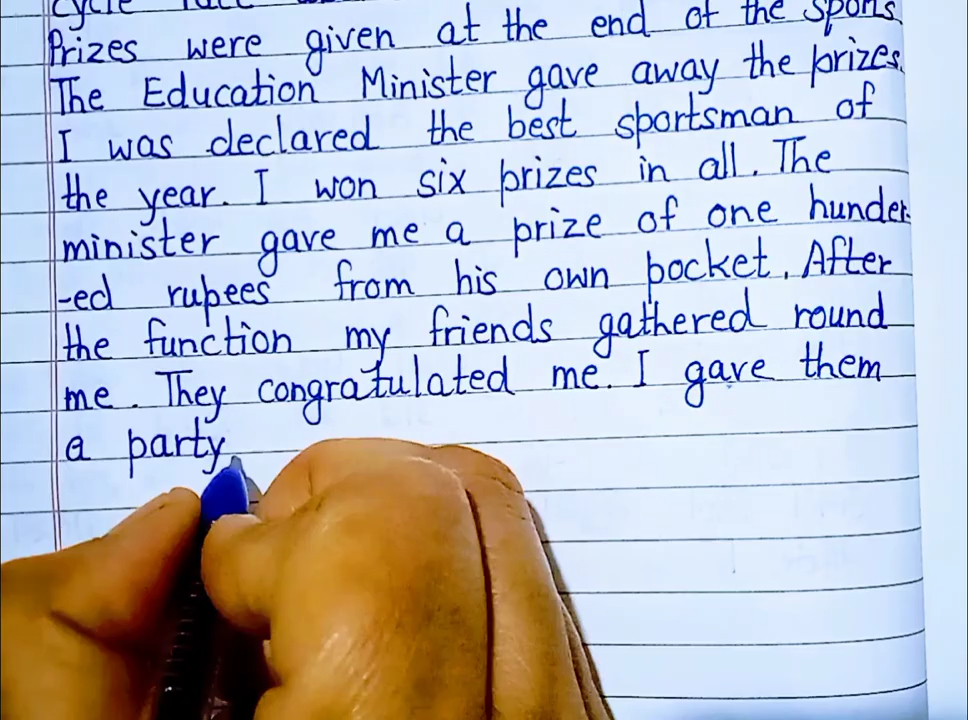 cycle race
Prizes were given at the end of the sports
The Education Minister gave away the prizes.
I was declared the best sportsman of
the year. I won six prizes in all. The
minister gave me a prize of one hunder
-ed rupees from his own pocket. After
the function my friends gathered round
me. They congratulated me. I gave them
a party